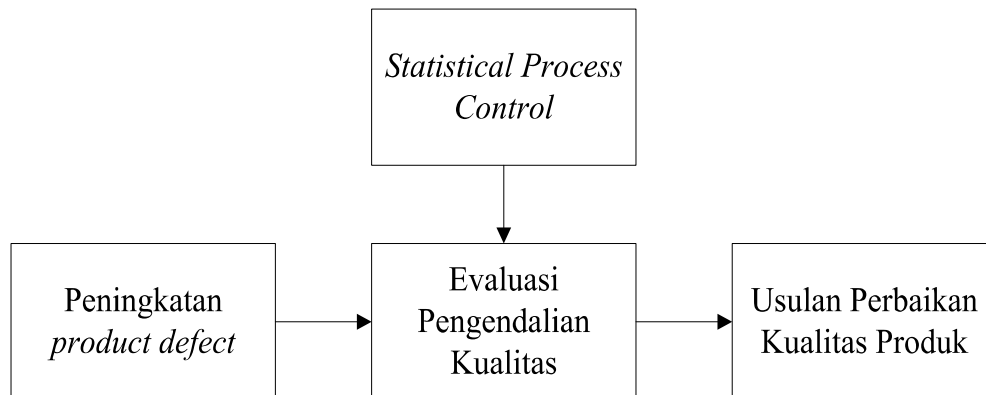 Statistical Process
Control
Peningkatan
product defect
Evaluasi
Pengendalian
Kualitas
Usulan Perbaikan
Kualitas Produk